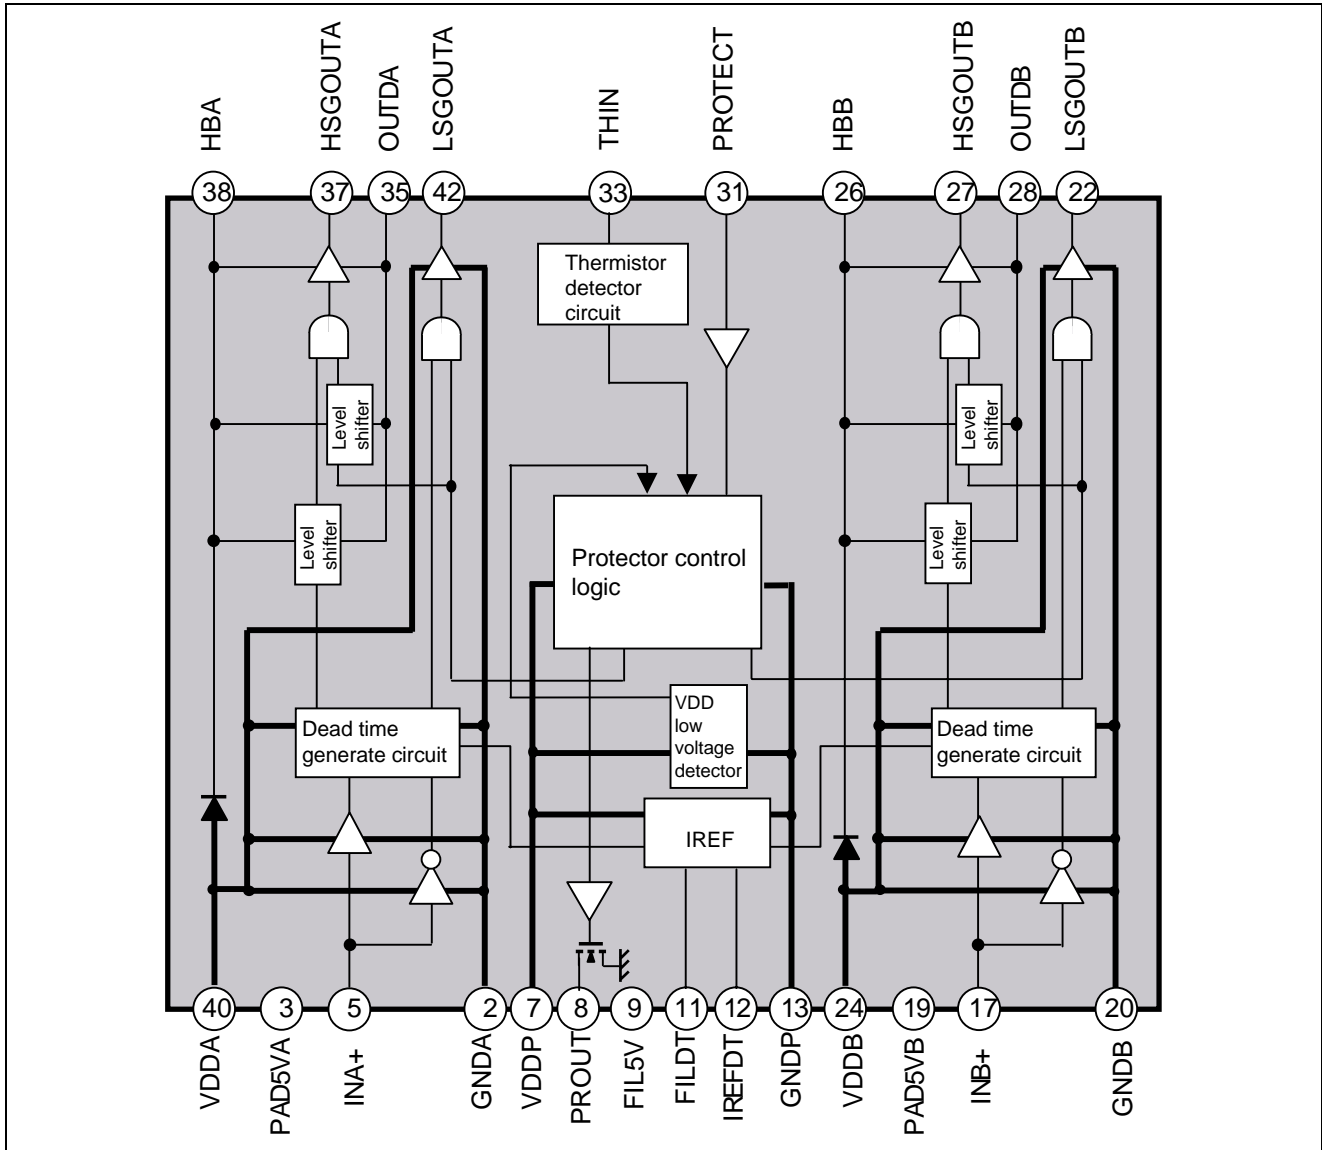 HBA
HSGOUTA
OUTDA
LSGOUTA
THIN
PROTECT
HBB
HSGOUTB
OUTDB
LSGOUTB
38
37
35
42
33
31
26
27
28
22
Thermistor
detector
circuit
Level
shifter
Level
shifter
Level
shifter
Level
shifter
Protector control
logic
VDD
low
voltage
detector
Dead time
generate circuit
Dead time
generate circuit
IREF
40
3
5
2
7
8
9
11
12
13
24
19
17
20
VDDA
PAD5VA
INA+
GNDA
VDDP
PROUT
FIL5V
FILDT
IREFDT
GNDP
VDDB
PAD5VB
INB+
GNDB